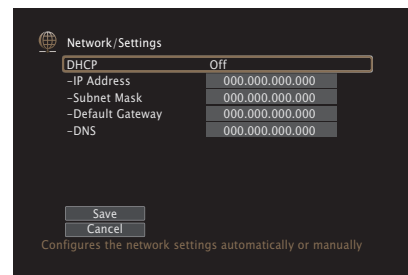 Network/Settings
DHCP Off
-IP Address 000.000.000.000
-Subnet Mask 000.000.000.000
-Default Gateway 000.000.000.000
-DNS 000.000.000.000
Save
Cancel
Configures the network settings automatically or manually